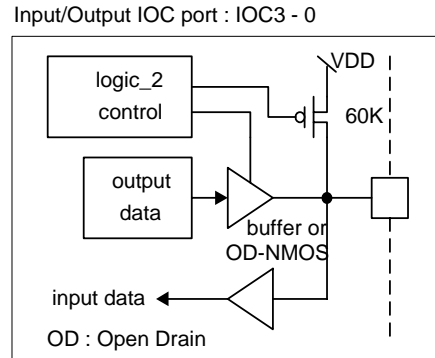 Input/Output IOC port : IOC3 - 0
VDD
logic_2
control
60K
output
data
buffer or
OD-NMOS
input data
OD : Open Drain